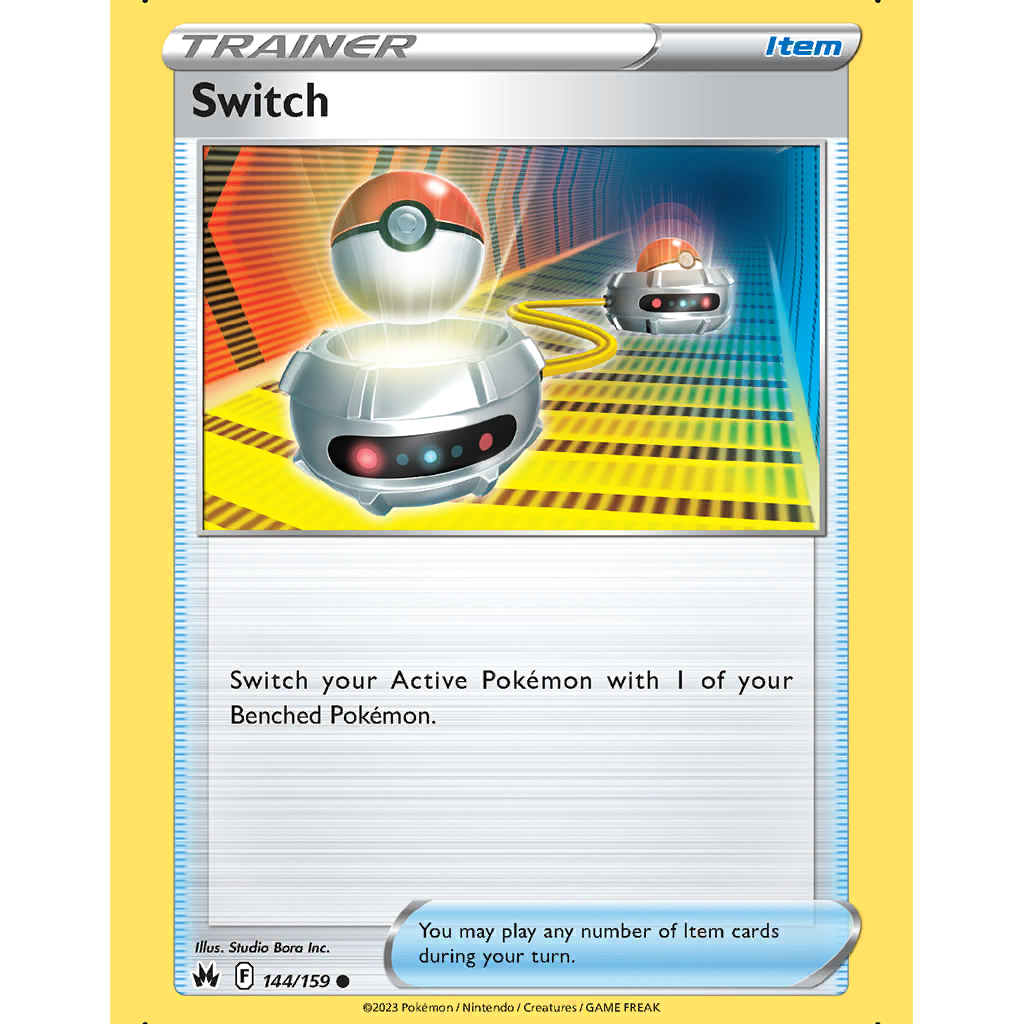 TRAINER
Item
Switch
Switch your Active Pokémon with 1 of your
Benched Pokémon.
You may play any number of Item cards
during your turn.
Illus. Studio Bora Inc.
F 144/159
©2023 Pokémon / Nintendo / Creatures / GAME FREAK